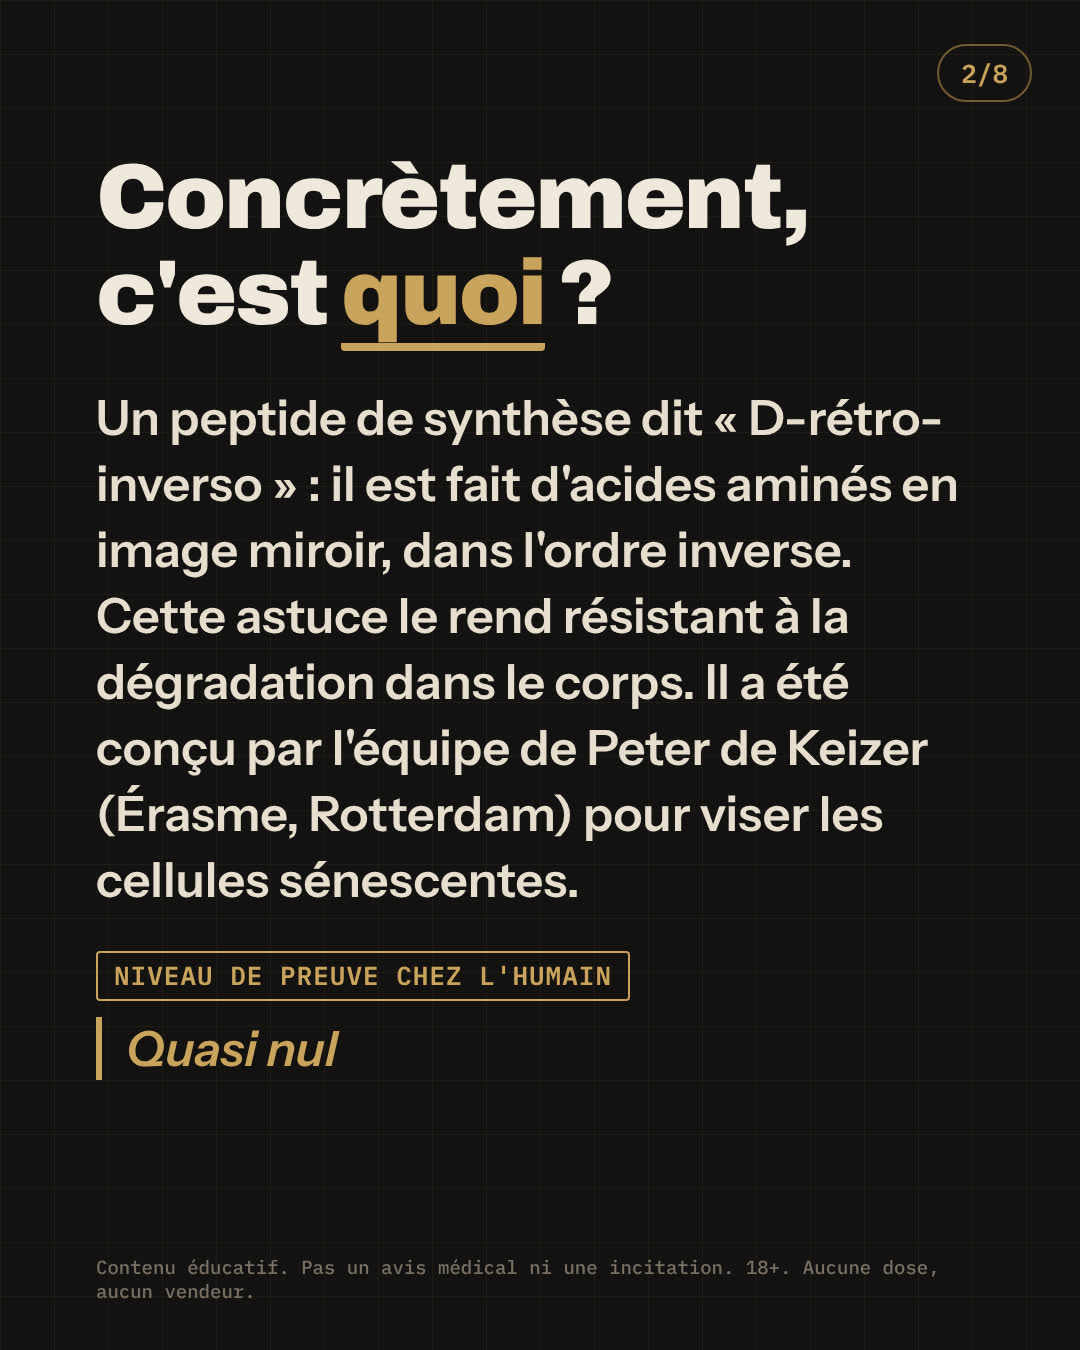 2/8
Concrètement,
c'est quoi ?
Un peptide de synthèse dit « D-rétro-
inverso » : il est fait d'acides aminés en
image miroir, dans l'ordre inverse.
Cette astuce le rend résistant à la
dégradation dans le corps. Il a été
conçu par l'équipe de Peter de Keizer
(Érasme, Rotterdam) pour viser les
cellules sénescentes.
NIVEAU DE PREUVE CHEZ L'HUMAIN
Quasi nul
Contenu éducatif. Pas un avis médical ni une incitation. 18+. Aucune dose,
aucun vendeur.